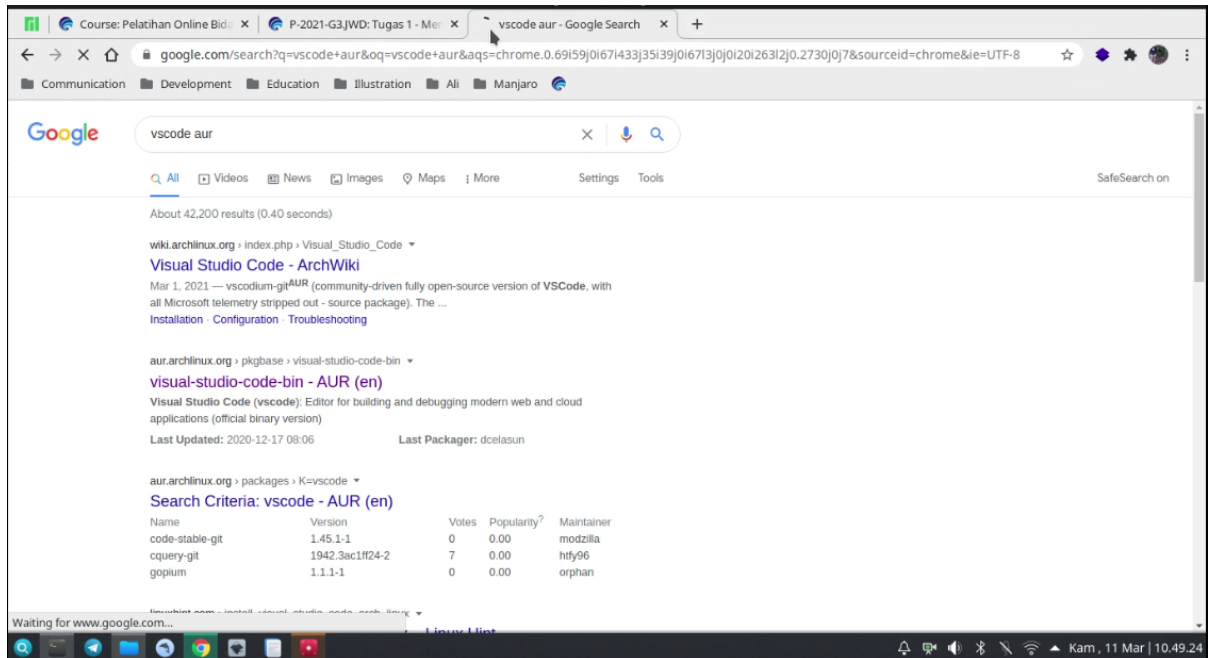 Course: Pelatihan Online Bida
P-2021-G3.JWD: Tugas 1 - Mer
vscode aur - Google Search
google.com/search?q=vscode+aur&oq=vscode+aur&aqs=chrome.0.69i59j0i67i433j35i39j0i67l3j0j0i20i263l2j0.2730j0j7&sourceid=chrome&ie=UTF-8
Communication Development Education Illustration Ali Manjaro
Google
vscode aur
All Videos News Images Maps More Settings Tools SafeSearch on
About 42,200 results (0.40 seconds)
wiki.archlinux.org › index.php › Visual_Studio_Code
Visual Studio Code - ArchWiki
Mar 1, 2021 — vscodium-gitAUR (community-driven fully open-source version of VSCode, with
all Microsoft telemetry stripped out - source package). The ...
Installation · Configuration · Troubleshooting
aur.archlinux.org › pkgbase › visual-studio-code-bin
visual-studio-code-bin - AUR (en)
Visual Studio Code (vscode): Editor for building and debugging modern web and cloud
applications (official binary version)
Last Updated: 2020-12-17 08:06 Last Packager: dcelasun
aur.archlinux.org › packages › K=vscode
Search Criteria: vscode - AUR (en)
Name Version Votes Popularity? Maintainer
code-stable-git 1.45.1-1 0 0.00 modzilla
cquery-git 1942.3ac1ff24-2 7 0.00 htfy96
gopium 1.1.1-1 0 0.00 orphan
Linux Hint
Waiting for www.google.com...
Kam , 11 Mar | 10.49.24